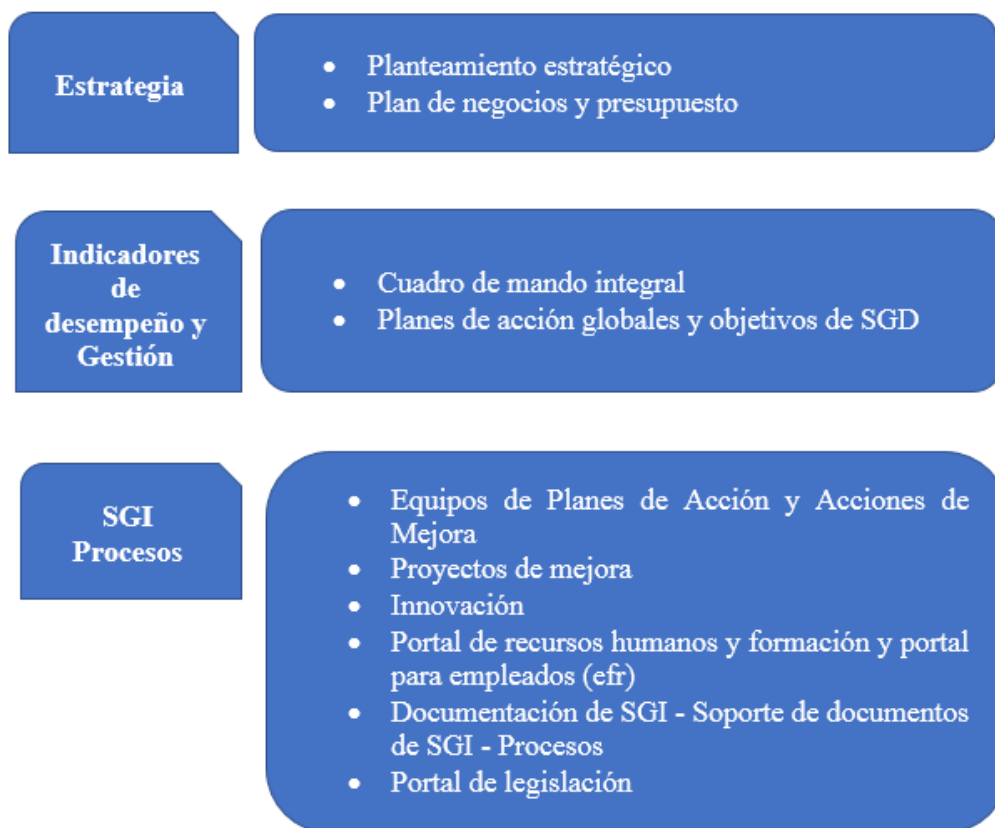 Estrategia
• Planteamiento estratégico
• Plan de negocios y presupuesto
Indicadores
de
desempeño y
Gestión
• Cuadro de mando integral
• Planes de acción globales y objetivos de SGD
SGI
Procesos
• Equipos de Planes de Acción y Acciones de
Mejora
• Proyectos de mejora
• Innovación
• Portal de recursos humanos y formación y portal
para empleados (efr)
• Documentación de SGI - Soporte de documentos
de SGI - Procesos
• Portal de legislación